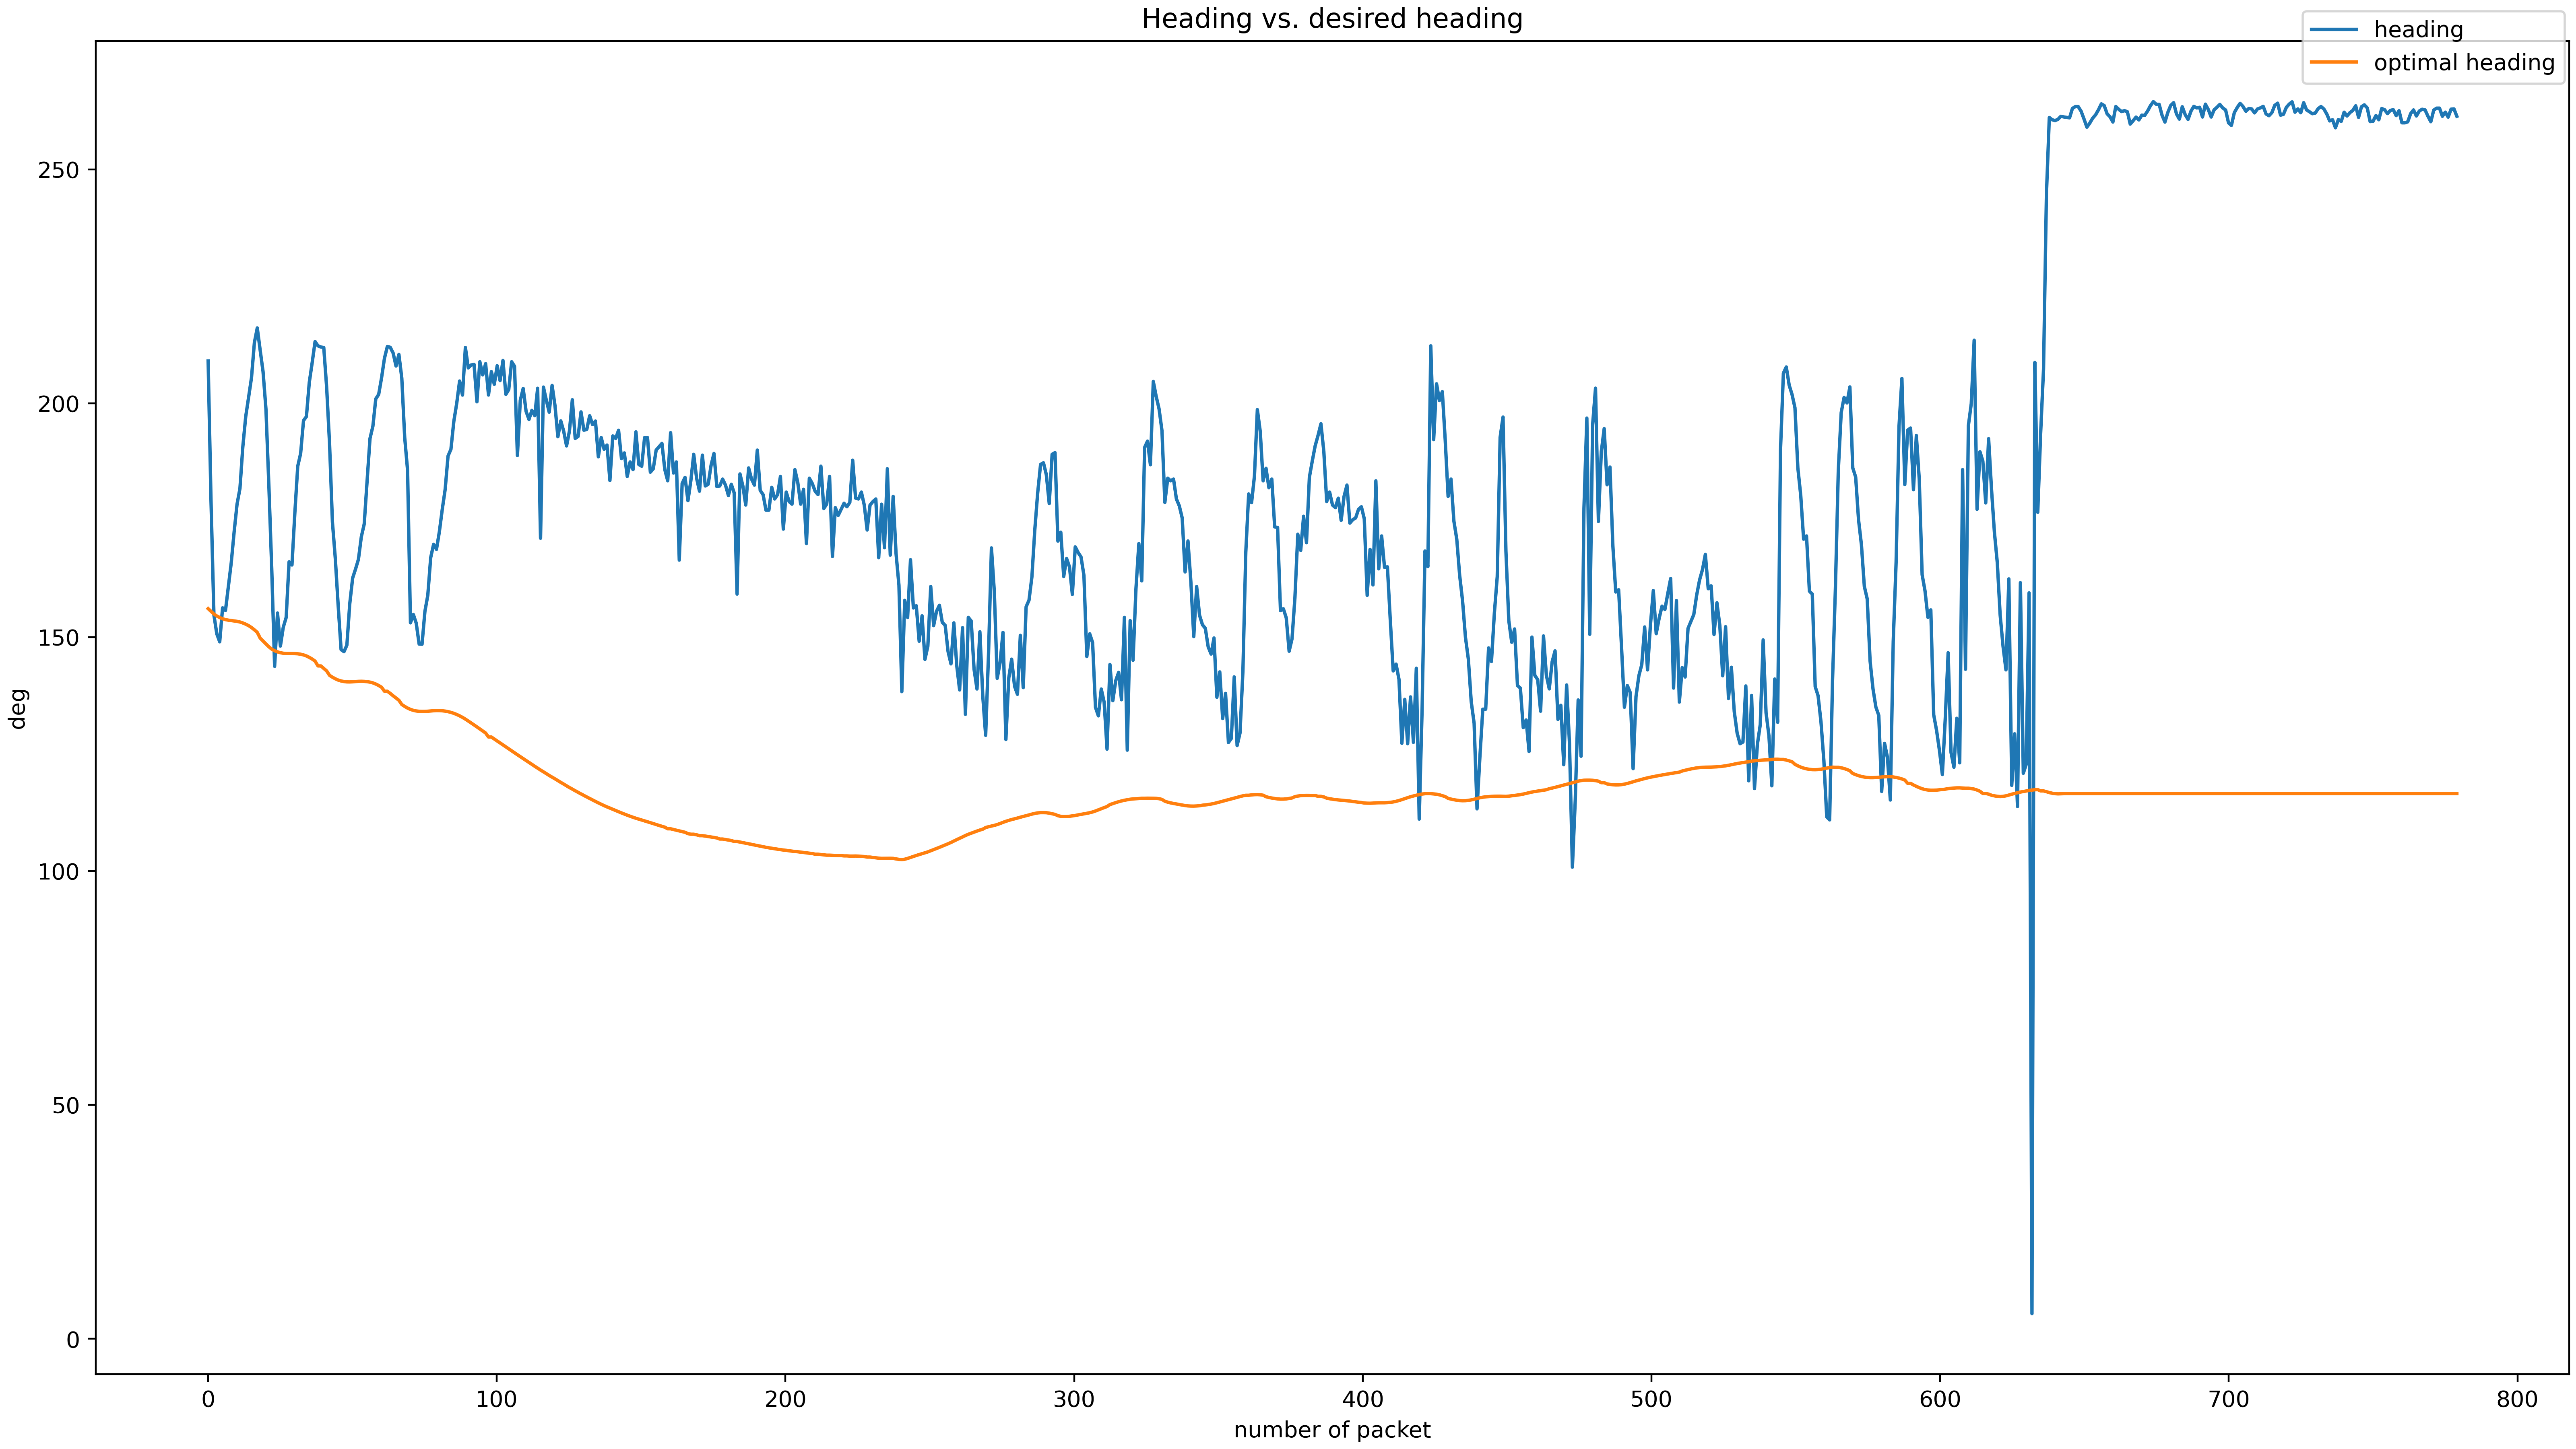 Heading vs. desired heading
heading
optimal heading
250
200
150
100
50
0
deg
0 100 200 300 400 500 600 700 800
number of packet